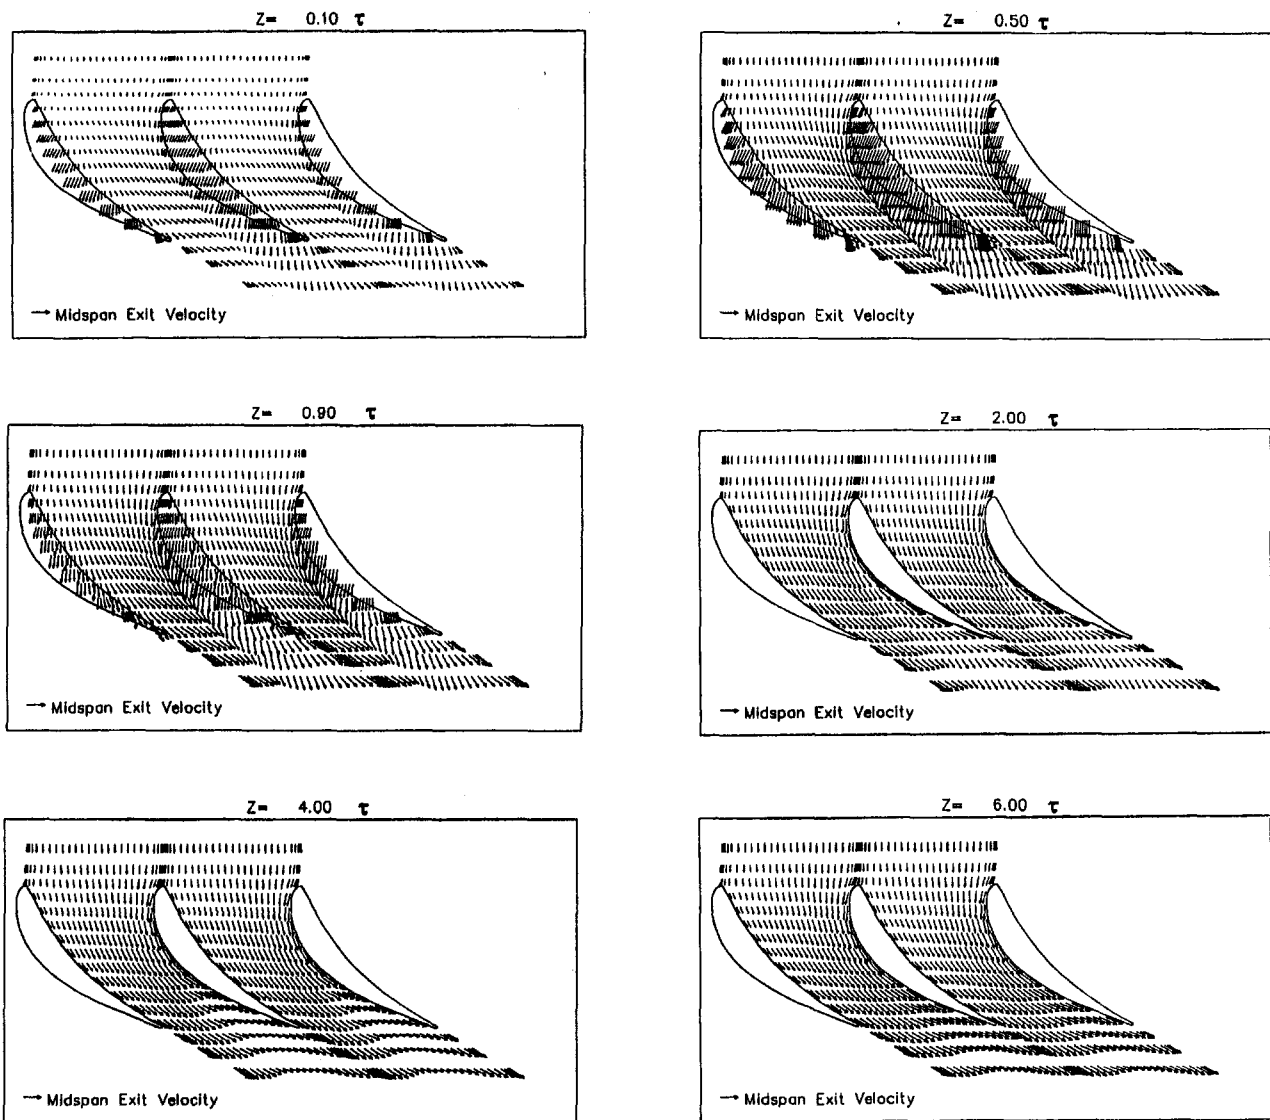 Z= 0.10 τ
Z= 0.50 τ
→ Midspan Exit Velocity
→ Midspan Exit Velocity
Z= 0.90 τ
Z= 2.00 τ
→ Midspan Exit Velocity
→ Midspan Exit Velocity
Z= 4.00 τ
Z= 6.00 τ
→ Midspan Exit Velocity
→ Midspan Exit Velocity